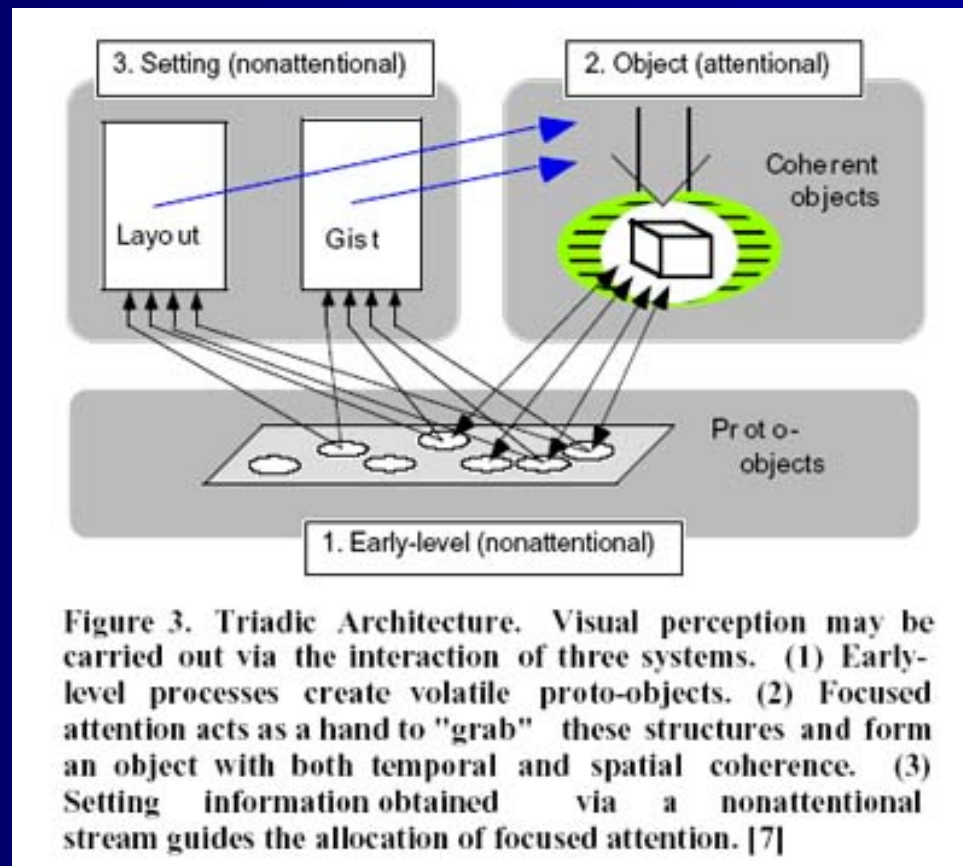 3. Setting (nonattentional)
2. Object (attentional)
Layout
Gist
Coherent
objects
Proto-
objects
1. Early-level (nonattentional)
Figure 3. Triadic Architecture. Visual perception may be
carried out via the interaction of three systems. (1) Early-
level processes create volatile proto-objects. (2) Focused
attention acts as a hand to "grab" these structures and form
an object with both temporal and spatial coherence. (3)
Setting information obtained via a nonattentional
stream guides the allocation of focused attention. [7]